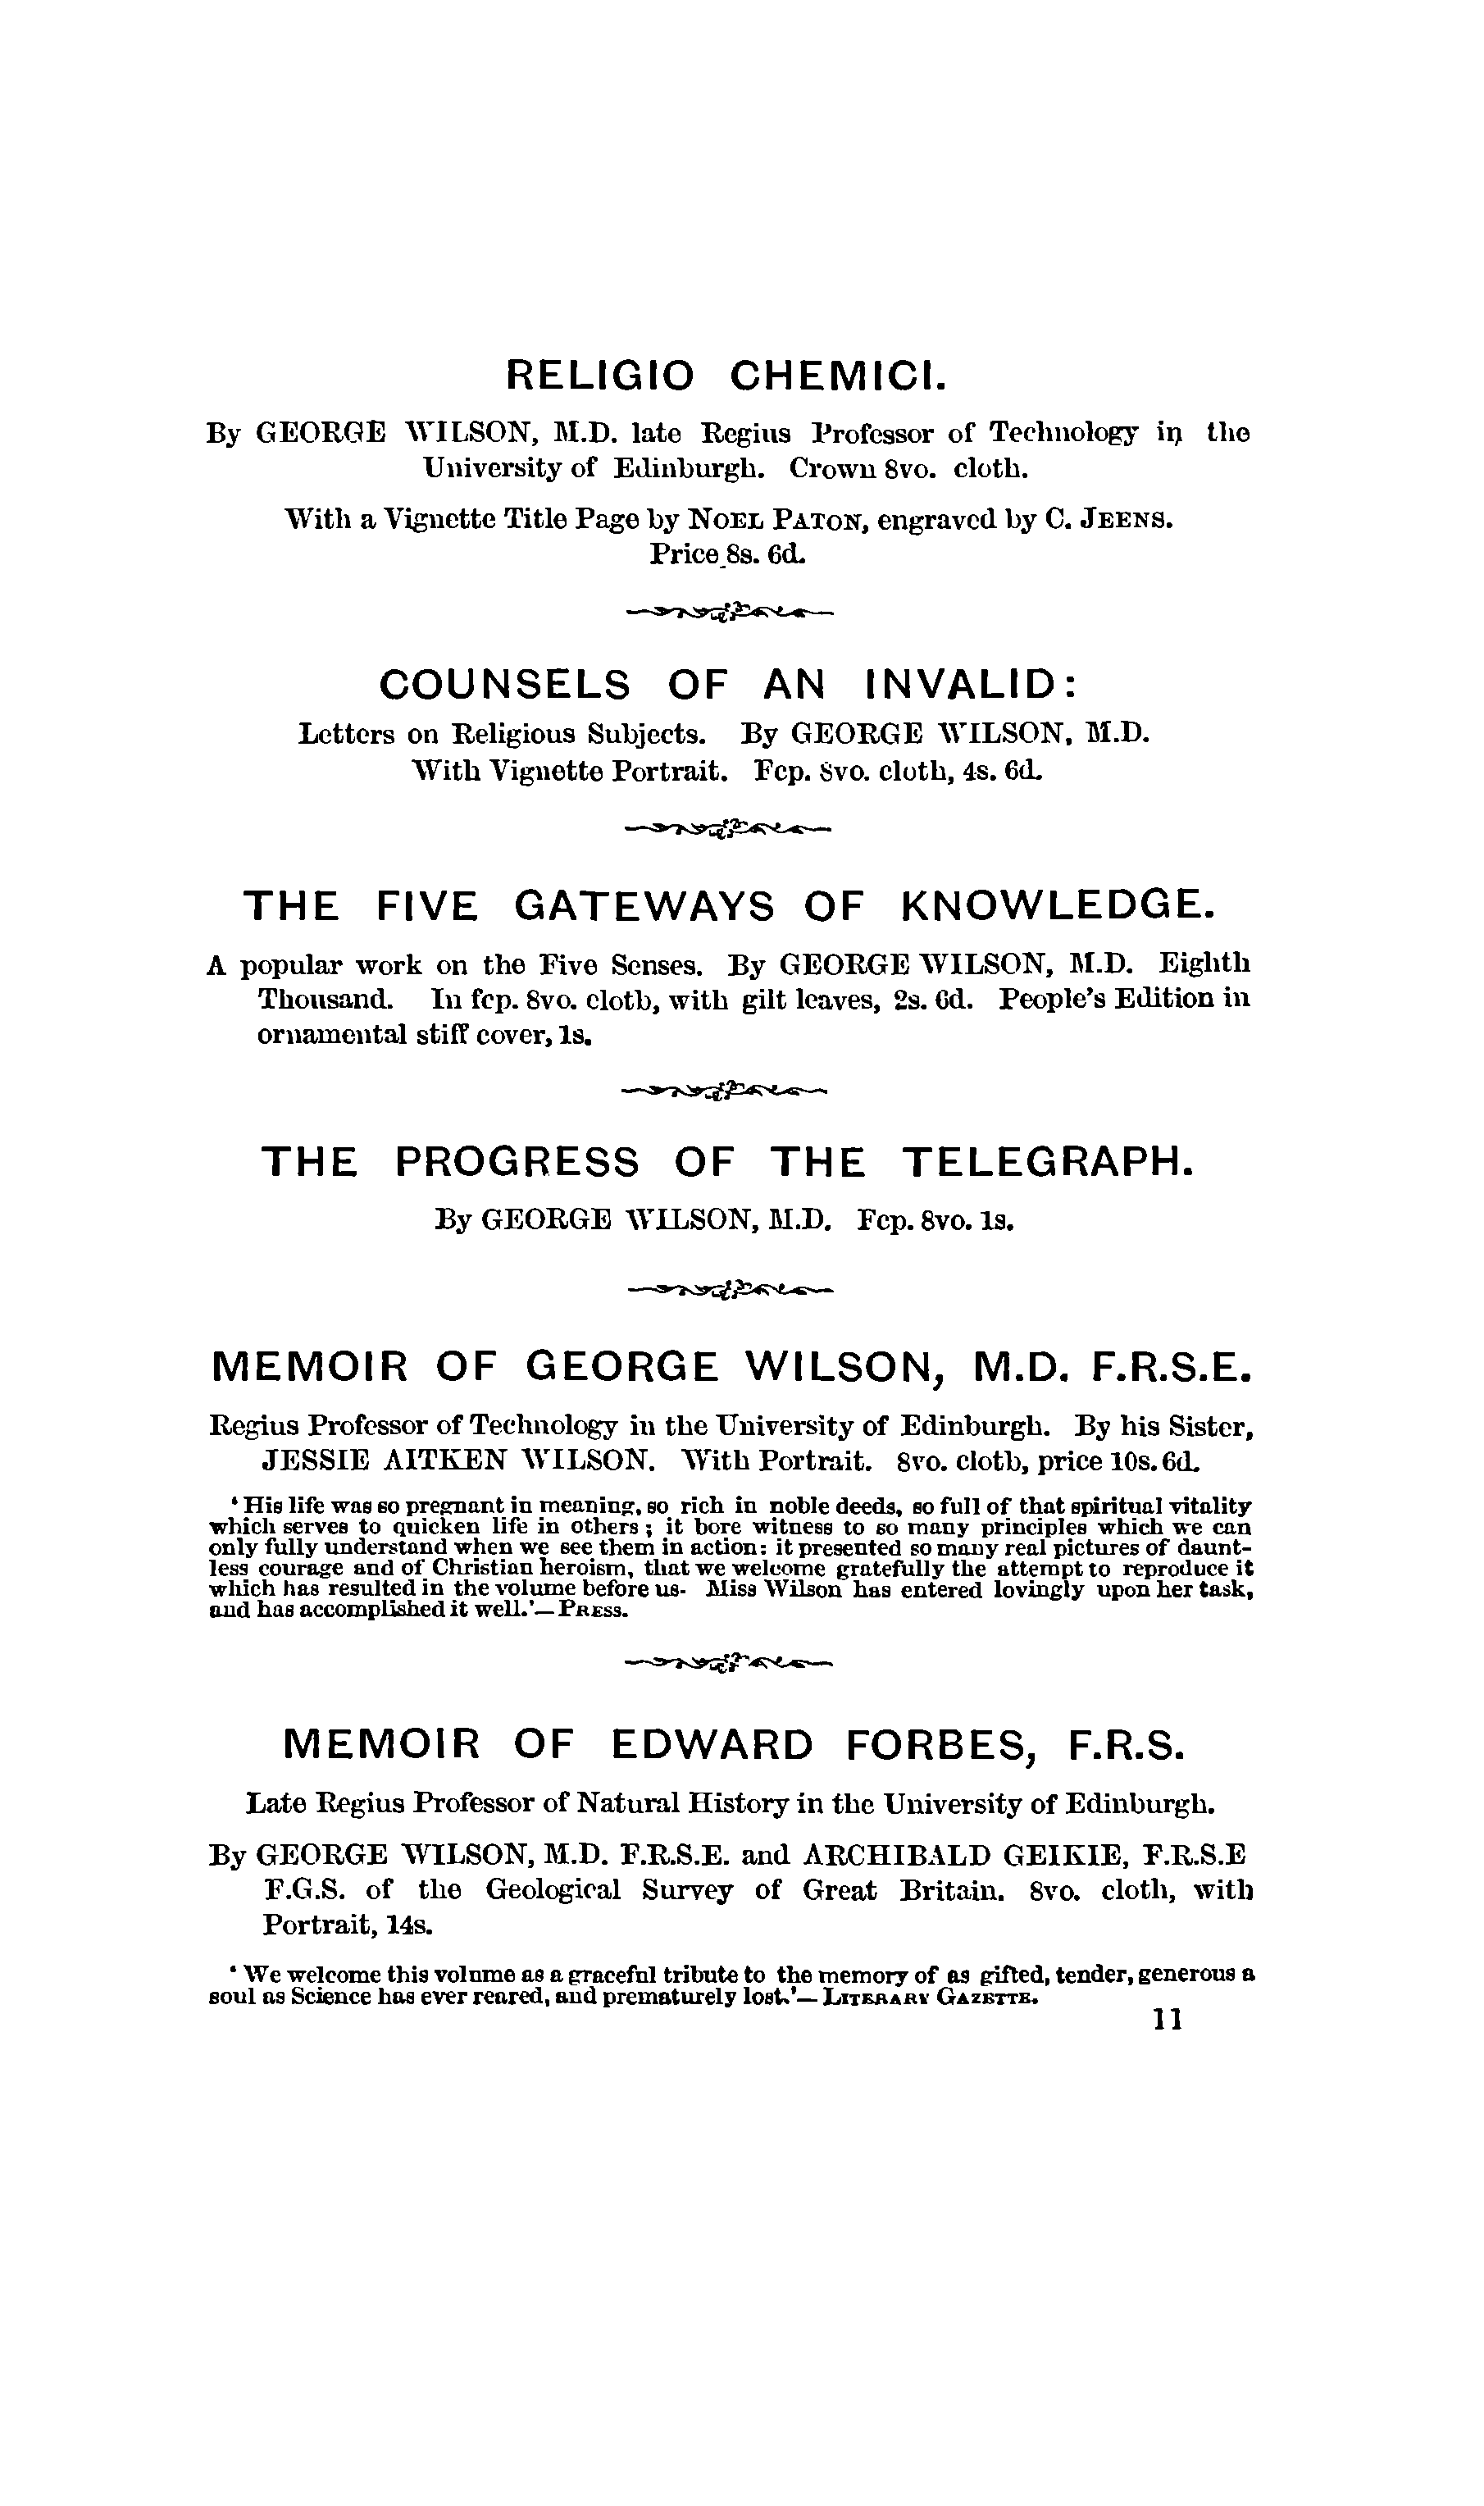 RELIGIO CHEMICI.
By GEORGE WILSON, M.D. late Regius Professor of Technology in the
University of Edinburgh. Crown 8vo. cloth.
With a Vignette Title Page by NOEL PATON, engraved by C. JEENS.
Price 8s. 6d.
COUNSELS OF AN INVALID:
Letters on Religious Subjects. By GEORGE WILSON, M.D.
With Vignette Portrait. Fcp. 8vo. cloth, 4s. 6d.
THE FIVE GATEWAYS OF KNOWLEDGE.
A popular work on the Five Senses. By GEORGE WILSON, M.D. Eighth
Thousand. In fcp. 8vo. cloth, with gilt leaves, 2s. 6d. People's Edition in
ornamental stiff cover, 1s.
THE PROGRESS OF THE TELEGRAPH.
By GEORGE WILSON, M.D. Fcp. 8vo. 1s.
MEMOIR OF GEORGE WILSON, M.D. F.R.S.E.
Regius Professor of Technology in the University of Edinburgh. By his Sister,
JESSIE AITKEN WILSON. With Portrait. 8vo. cloth, price 10s. 6d.
'His life was so pregnant in meaning, so rich in noble deeds, so full of that spiritual vitality
which serves to quicken life in others; it bore witness to so many principles which we can
only fully understand when we see them in action: it presented so many real pictures of daunt-
less courage and of Christian heroism, that we welcome gratefully the attempt to reproduce it
which has resulted in the volume before us. Miss Wilson has entered lovingly upon her task,
and has accomplished it well.'—PRESS.
MEMOIR OF EDWARD FORBES, F.R.S.
Late Regius Professor of Natural History in the University of Edinburgh.
By GEORGE WILSON, M.D. F.R.S.E. and ARCHIBALD GEIKIE, F.R.S.E
F.G.S. of the Geological Survey of Great Britain. 8vo. cloth, with
Portrait, 14s.
'We welcome this volume as a graceful tribute to the memory of as gifted, tender, generous a
soul as Science has ever reared, and prematurely lost.'—LITERARY GAZETTE.
11